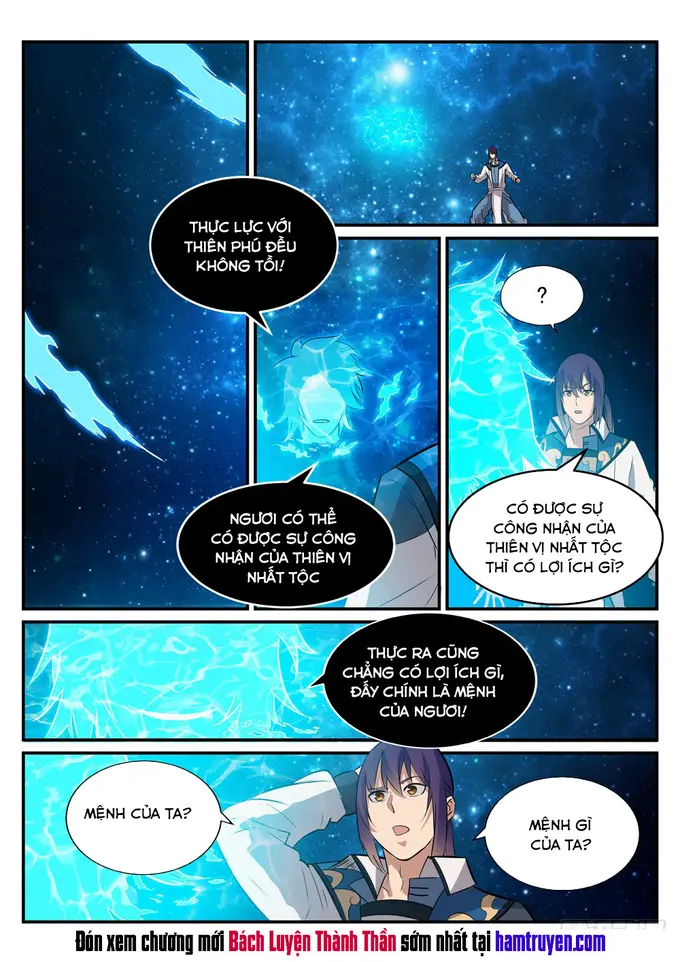 THỰC LỰC VỚI
THIÊN PHÚ ĐỀU
KHÔNG TỒI!
?
NGƯƠI CÓ THỂ
CÓ ĐƯỢC SỰ CÔNG
NHẬN CỦA THIÊN VỊ
NHẤT TỘC
CÓ ĐƯỢC SỰ
CÔNG NHẬN CỦA
THIÊN VỊ NHẤT TỘC
THÌ CÓ LỢI ÍCH GÌ?
THỰC RA CŨNG
CHẲNG CÓ LỢI ÍCH GÌ,
ĐẤY CHÍNH LÀ MỆNH
CỦA NGƯƠI!
MỆNH CỦA TA?
MỆNH GÌ
CỦA TA?
Đón xem chương mới Bách Luyện Thành Thần sớm nhất tại hamtruyen.com